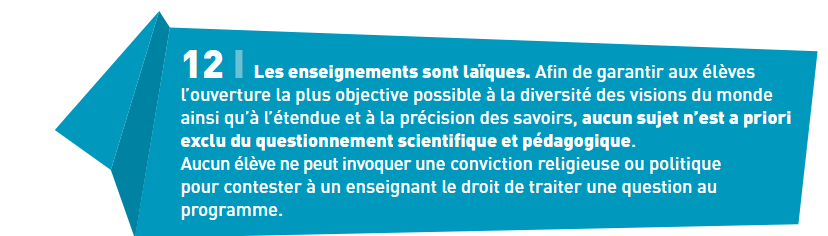 12 | Les enseignements sont laïques. Afin de garantir aux élèves
l'ouverture la plus objective possible à la diversité des visions du monde
ainsi qu'à l'étendue et à la précision des savoirs, aucun sujet n'est a priori
exclu du questionnement scientifique et pédagogique.
Aucun élève ne peut invoquer une conviction religieuse ou politique
pour contester à un enseignant le droit de traiter une question au
programme.